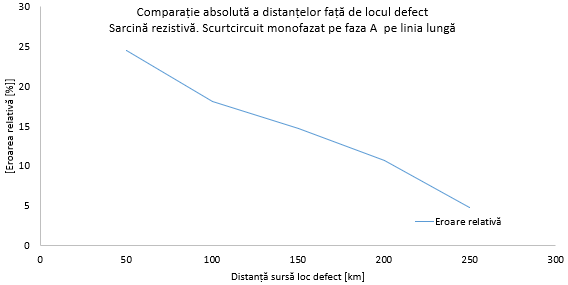 Comparație absolută a distanțelor față de locul defect
Sarcină rezistivă. Scurtcircuit monofazat pe faza A pe linia lungă
[Eroarea relativă [%]]
30
25
20
15
10
5
0
0 50 100 150 200 250 300
Eroare relativă
Distanță sursă loc defect [km]